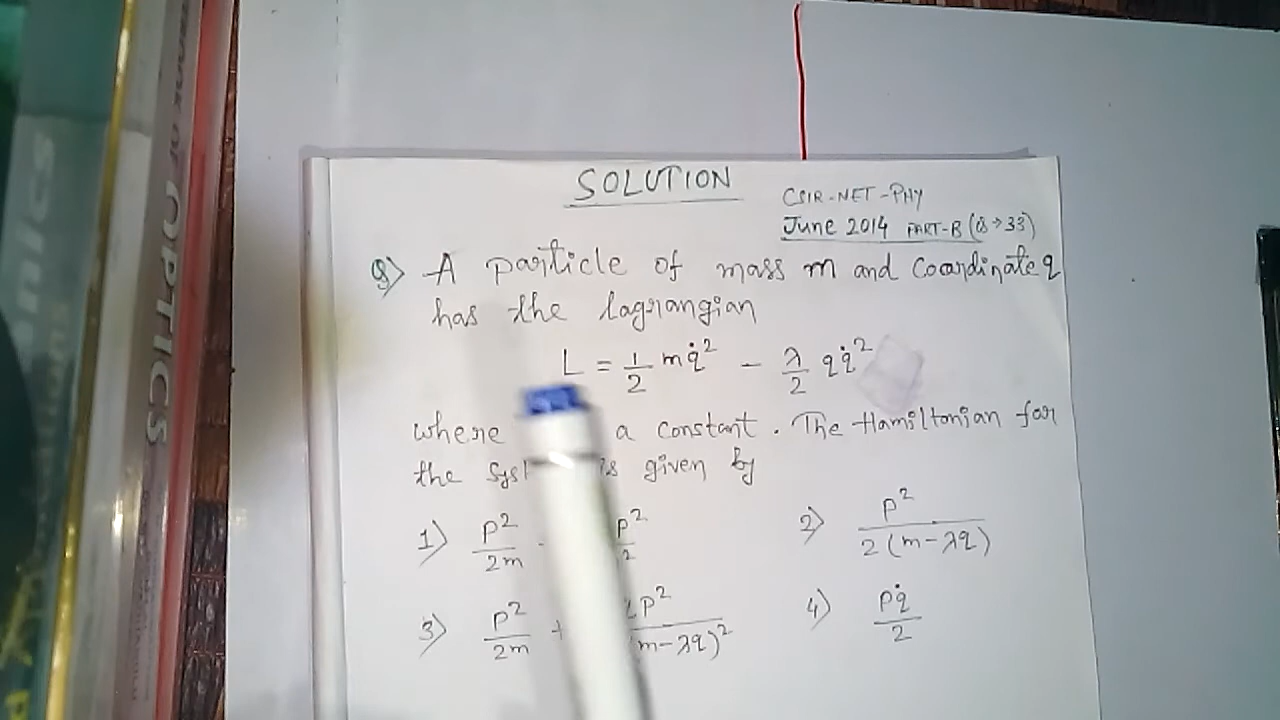 OPTICS
SOLUTION
CSIR-NET-PHY
June 2014 PART-B (Q→33)
Q> A particle of mass m and Coordinate q
has the lagrangian
L = 1/2 mq̇² - λ/2 qq̇²
where a constant. The Hamiltonian for
the is given by
1) P²/2m
2) P²/2(m-λq)
3) P²/2m +
4) Pq̇/2